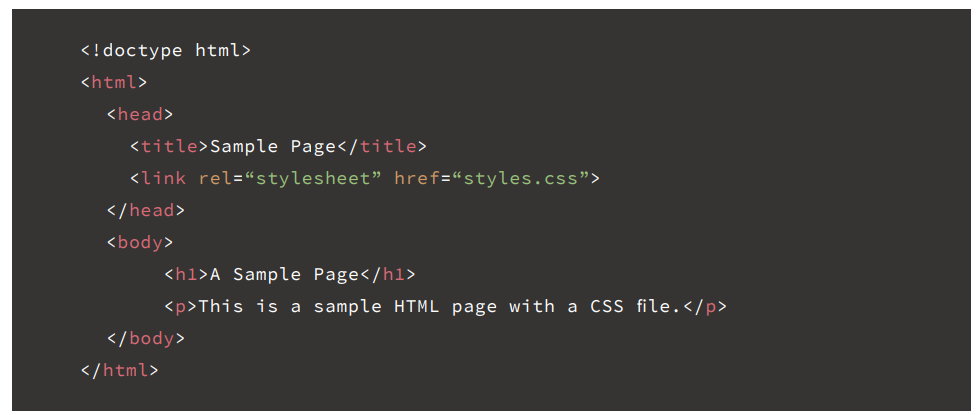 <!doctype html>
<html>
<head>
<title>Sample Page</title>
<link rel=“stylesheet” href=“styles.css”>
</head>
<body>
<h1>A Sample Page</h1>
<p>This is a sample HTML page with a CSS file.</p>
</body>
</html>